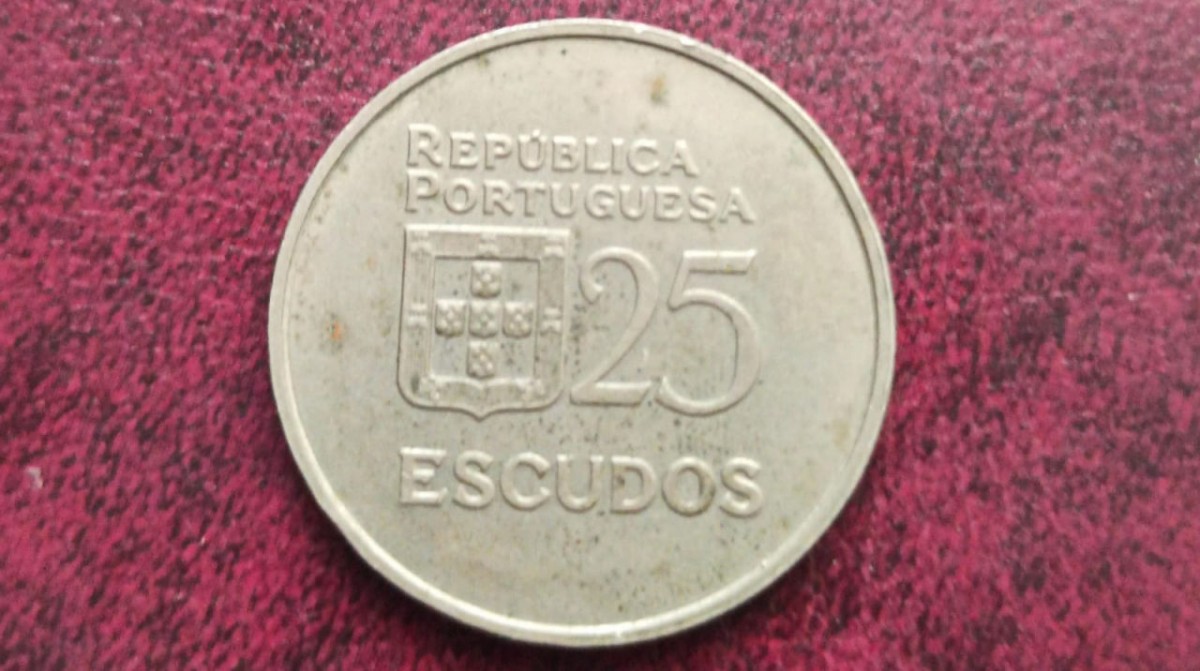 REPÚBLICA
PORTUGUESA
25
ESCUDOS